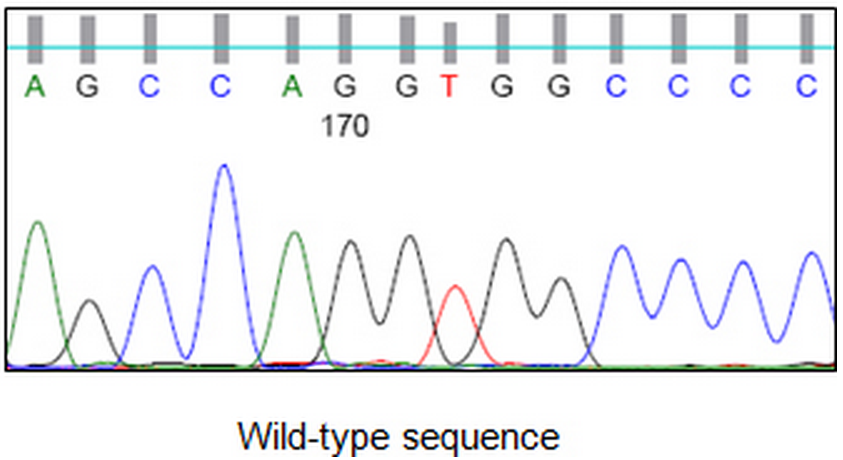 A G C C A G G T G G C C C C
170
Wild-type sequence